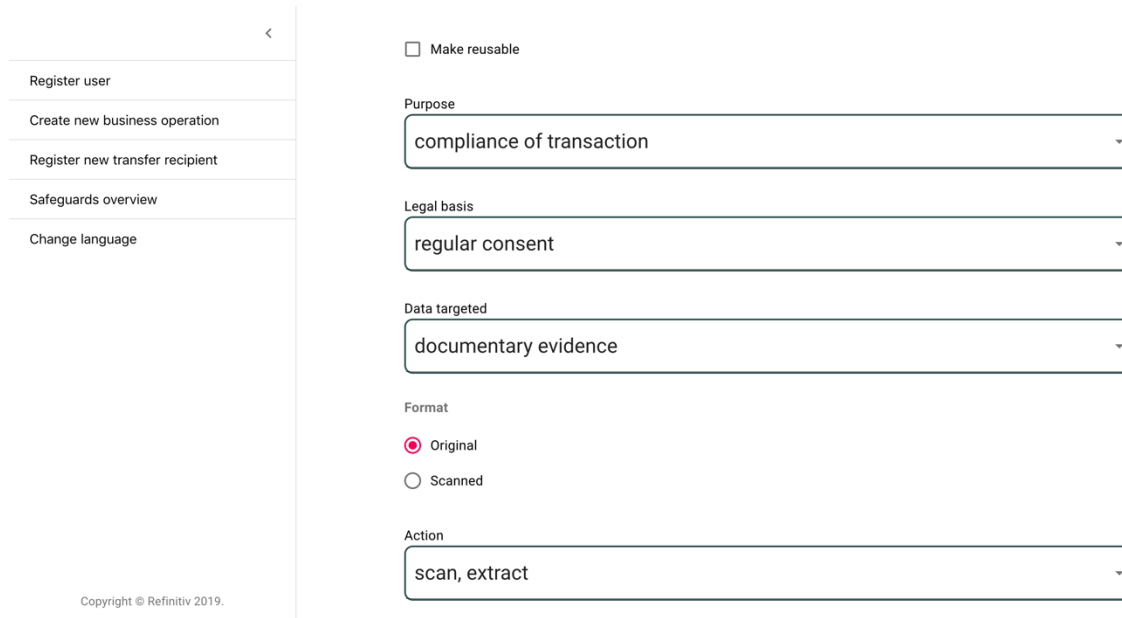 Register user
Create new business operation
Register new transfer recipient
Safeguards overview
Change language
Copyright © Refinitiv 2019.
Make reusable
Purpose
compliance of transaction
Legal basis
regular consent
Data targeted
documentary evidence
Format
Original
Scanned
Action
scan, extract